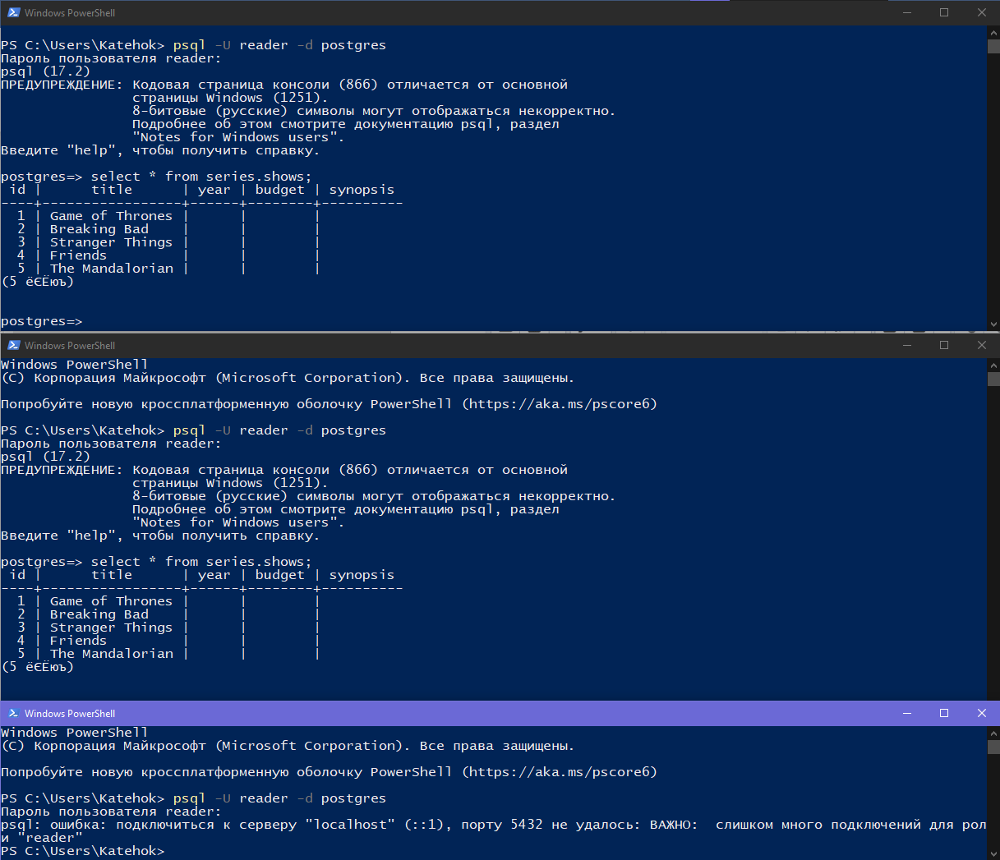 Windows PowerShell
PS C:\Users\Katehok> psql -U reader -d postgres
Пароль пользователя reader:
psql (17.2)
ПРЕДУПРЕЖДЕНИЕ: Кодовая страница консоли (866) отличается от основной
                страницы Windows (1251).
                8-битовые (русские) символы могут отображаться некорректно.
                Подробнее об этом смотрите документацию psql, раздел
                "Notes for Windows users".
Введите "help", чтобы получить справку.
postgres=> select * from series.shows;
 id |      title      | year | budget | synopsis
----+-----------------+------+--------+----------
  1 | Game of Thrones |      |        |
  2 | Breaking Bad    |      |        |
  3 | Stranger Things |      |        |
  4 | Friends         |      |        |
  5 | The Mandalorian |      |        |
(5 ёЄЁюъ)
postgres=>
Windows PowerShell
Windows PowerShell
(C) Корпорация Майкрософт (Microsoft Corporation). Все права защищены.
Попробуйте новую кроссплатформенную оболочку PowerShell (https://aka.ms/pscore6)
PS C:\Users\Katehok> psql -U reader -d postgres
Пароль пользователя reader:
psql (17.2)
ПРЕДУПРЕЖДЕНИЕ: Кодовая страница консоли (866) отличается от основной
                страницы Windows (1251).
                8-битовые (русские) символы могут отображаться некорректно.
                Подробнее об этом смотрите документацию psql, раздел
                "Notes for Windows users".
Введите "help", чтобы получить справку.
postgres=> select * from series.shows;
 id |      title      | year | budget | synopsis
----+-----------------+------+--------+----------
  1 | Game of Thrones |      |        |
  2 | Breaking Bad    |      |        |
  3 | Stranger Things |      |        |
  4 | Friends         |      |        |
  5 | The Mandalorian |      |        |
(5 ёЄЁюъ)
Windows PowerShell
Windows PowerShell
(C) Корпорация Майкрософт (Microsoft Corporation). Все права защищены.
Попробуйте новую кроссплатформенную оболочку PowerShell (https://aka.ms/pscore6)
PS C:\Users\Katehok> psql -U reader -d postgres
Пароль пользователя reader:
psql: ошибка: подключиться к серверу "localhost" (::1), порту 5432 не удалось: ВАЖНО:  слишком много подключений для рол
и "reader"
PS C:\Users\Katehok>